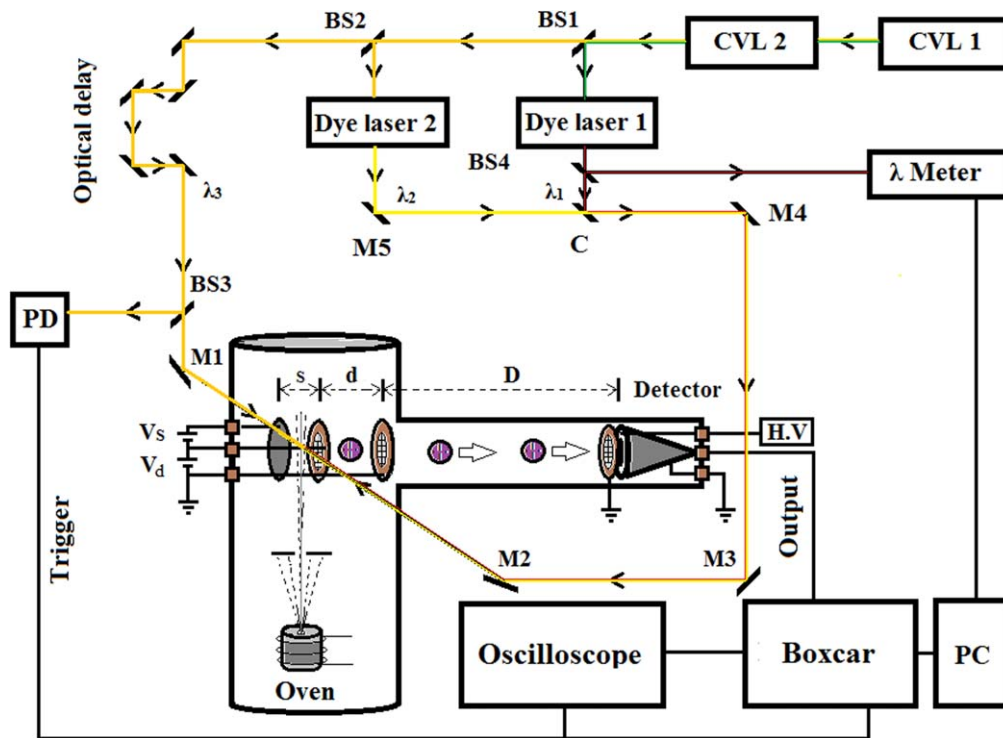 BS2
BS1
CVL 2
CVL 1
Optical delay
Dye laser 2
Dye laser 1
BS4
λ Meter
λ3
λ2
λ1
M4
M5
C
BS3
PD
M1
s
d
D
Detector
VS
Vd
H.V
Trigger
Output
M2
M3
Oven
Oscilloscope
Boxcar
PC